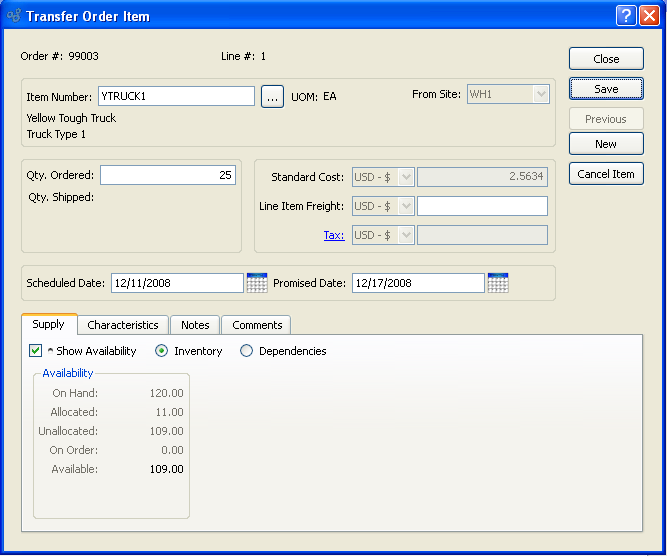 Transfer Order Item
Order #: 99003 Line #: 1
Close
Item Number: YTRUCK1 ... UOM: EA From Site: WH1
Save
Yellow Tough Truck
Previous
Truck Type 1
New
Qty. Ordered: 25 Standard Cost: USD - $ 2.5634
Cancel Item
Qty. Shipped: Line Item Freight: USD - $
Tax: USD - $
Scheduled Date: 12/11/2008 Promised Date: 12/17/2008
Supply Characteristics Notes Comments
^ Show Availability Inventory Dependencies
Availability
On Hand: 120.00
Allocated: 11.00
Unallocated: 109.00
On Order: 0.00
Available: 109.00